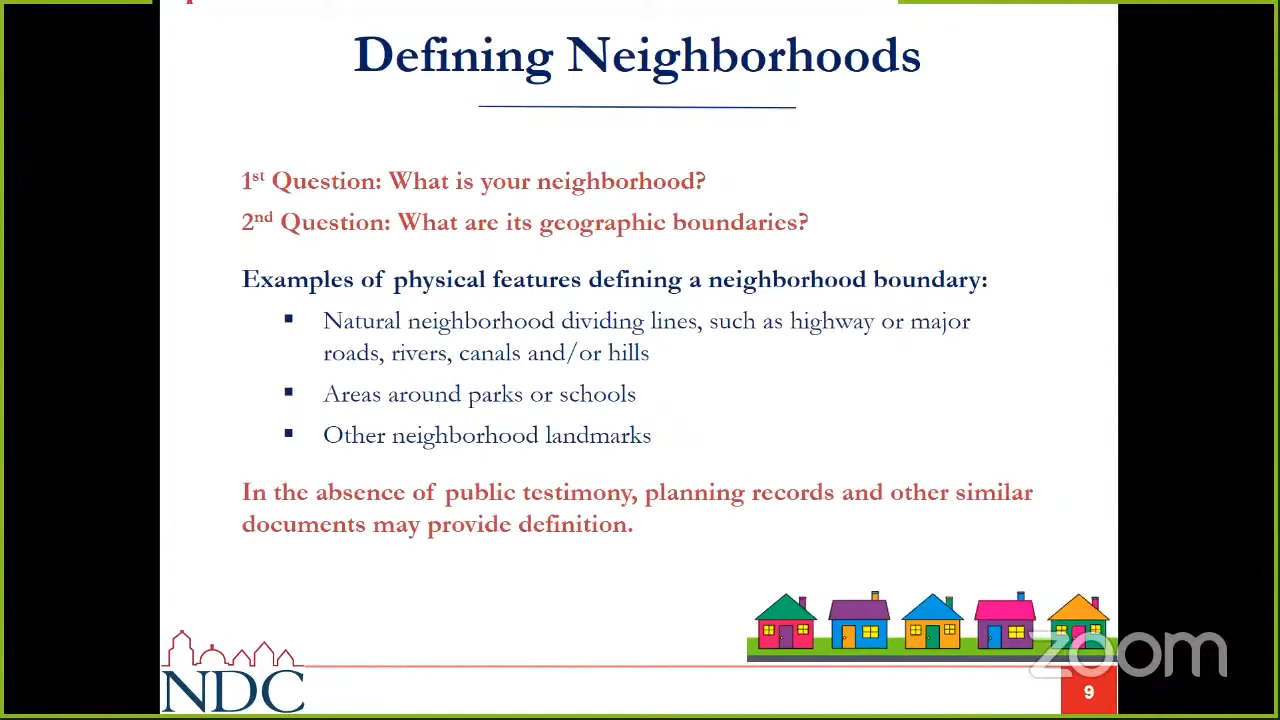 Defining Neighborhoods
1st Question: What is your neighborhood?
2nd Question: What are its geographic boundaries?
Examples of physical features defining a neighborhood boundary:
▪ Natural neighborhood dividing lines, such as highway or major
roads, rivers, canals and/or hills
▪ Areas around parks or schools
▪ Other neighborhood landmarks
In the absence of public testimony, planning records and other similar
documents may provide definition.
zoom
NDC
9